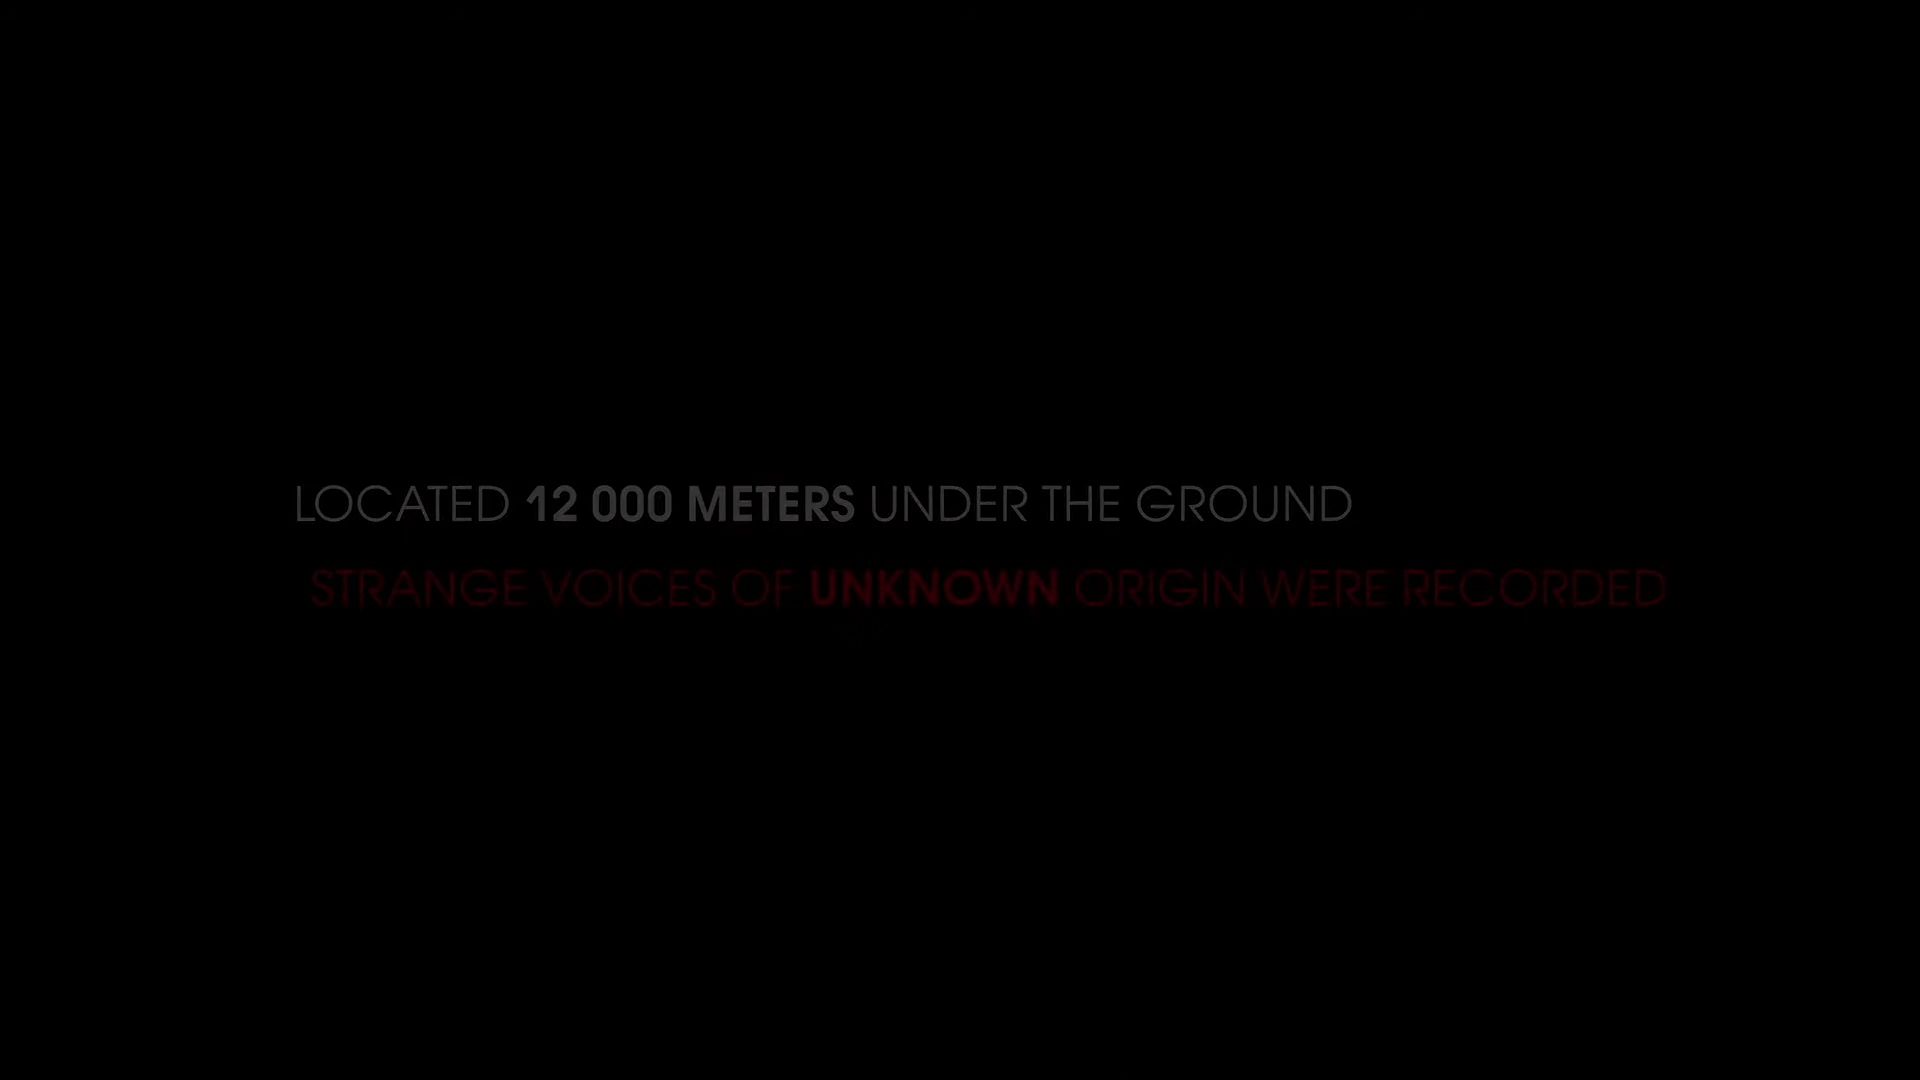 LOCATED 12 000 METERS UNDER THE GROUND
STRANGE VOICES OF UNKNOWN ORIGIN WERE RECORDED